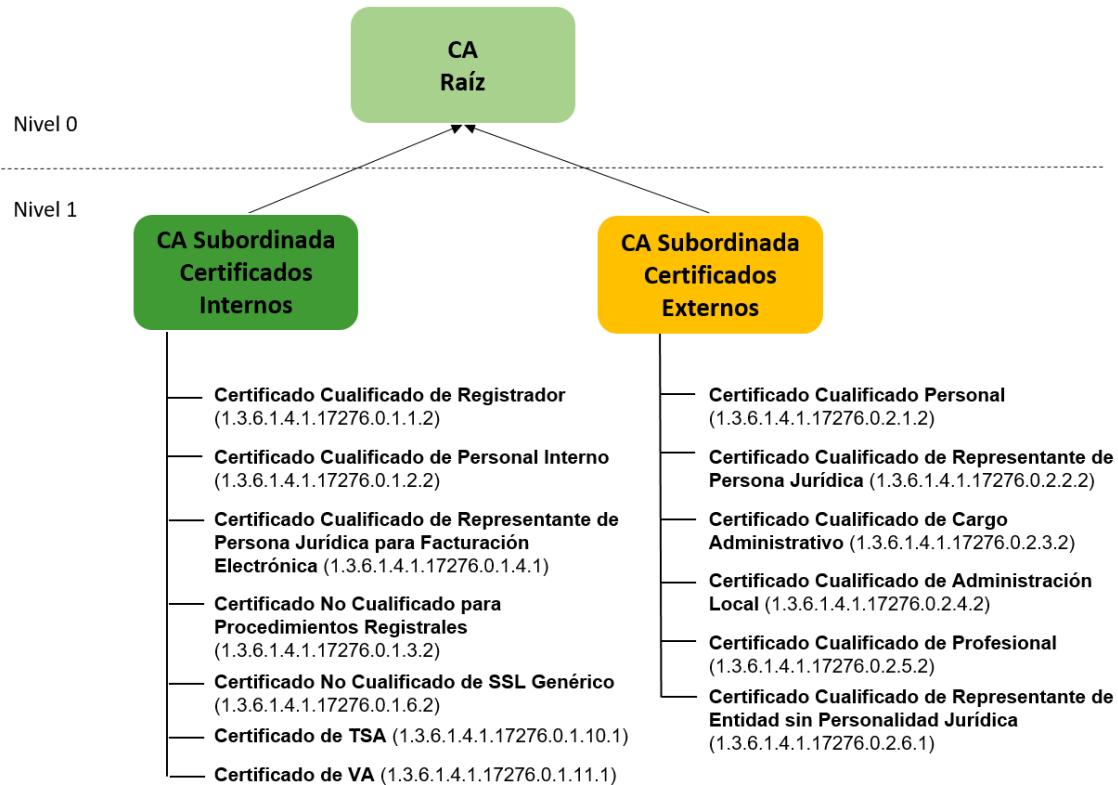 CA
Raíz
Nivel 0
Nivel 1
CA Subordinada
Certificados
Internos
Certificado Cualificado de Registrador
(1.3.6.1.4.1.17276.0.1.1.2)
Certificado Cualificado de Personal Interno
(1.3.6.1.4.1.17276.0.1.2.2)
Certificado Cualificado de Representante de
Persona Jurídica para Facturación
Electrónica (1.3.6.1.4.1.17276.0.1.4.1)
Certificado No Cualificado para
Procedimientos Registrales
(1.3.6.1.4.1.17276.0.1.3.2)
Certificado No Cualificado de SSL Genérico
(1.3.6.1.4.1.17276.0.1.6.2)
Certificado de TSA (1.3.6.1.4.1.17276.0.1.10.1)
Certificado de VA (1.3.6.1.4.1.17276.0.1.11.1)
CA Subordinada
Certificados
Externos
Certificado Cualificado Personal
(1.3.6.1.4.1.17276.0.2.1.2)
Certificado Cualificado de Representante de
Persona Jurídica (1.3.6.1.4.1.17276.0.2.2.2)
Certificado Cualificado de Cargo
Administrativo (1.3.6.1.4.1.17276.0.2.3.2)
Certificado Cualificado de Administración
Local (1.3.6.1.4.1.17276.0.2.4.2)
Certificado Cualificado de Profesional
(1.3.6.1.4.1.17276.0.2.5.2)
Certificado Cualificado de Representante de
Entidad sin Personalidad Jurídica
(1.3.6.1.4.1.17276.0.2.6.1)